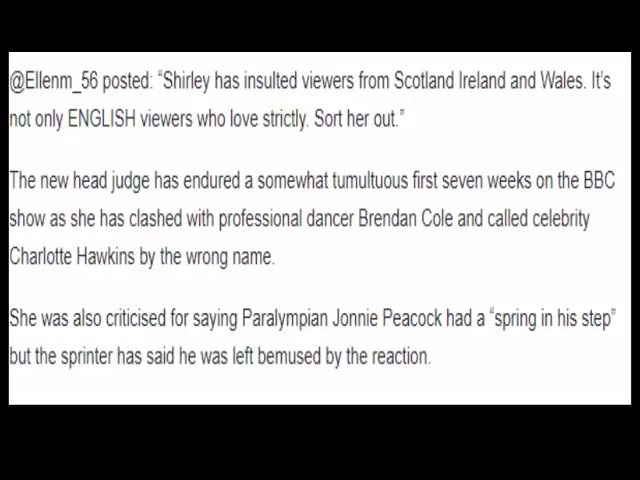 @Ellenm_56 posted: “Shirley has insulted viewers from Scotland Ireland and Wales. It’s
not only ENGLISH viewers who love strictly. Sort her out.”
The new head judge has endured a somewhat tumultuous first seven weeks on the BBC
show as she has clashed with professional dancer Brendan Cole and called celebrity
Charlotte Hawkins by the wrong name.
She was also criticised for saying Paralympian Jonnie Peacock had a “spring in his step”
but the sprinter has said he was left bemused by the reaction.